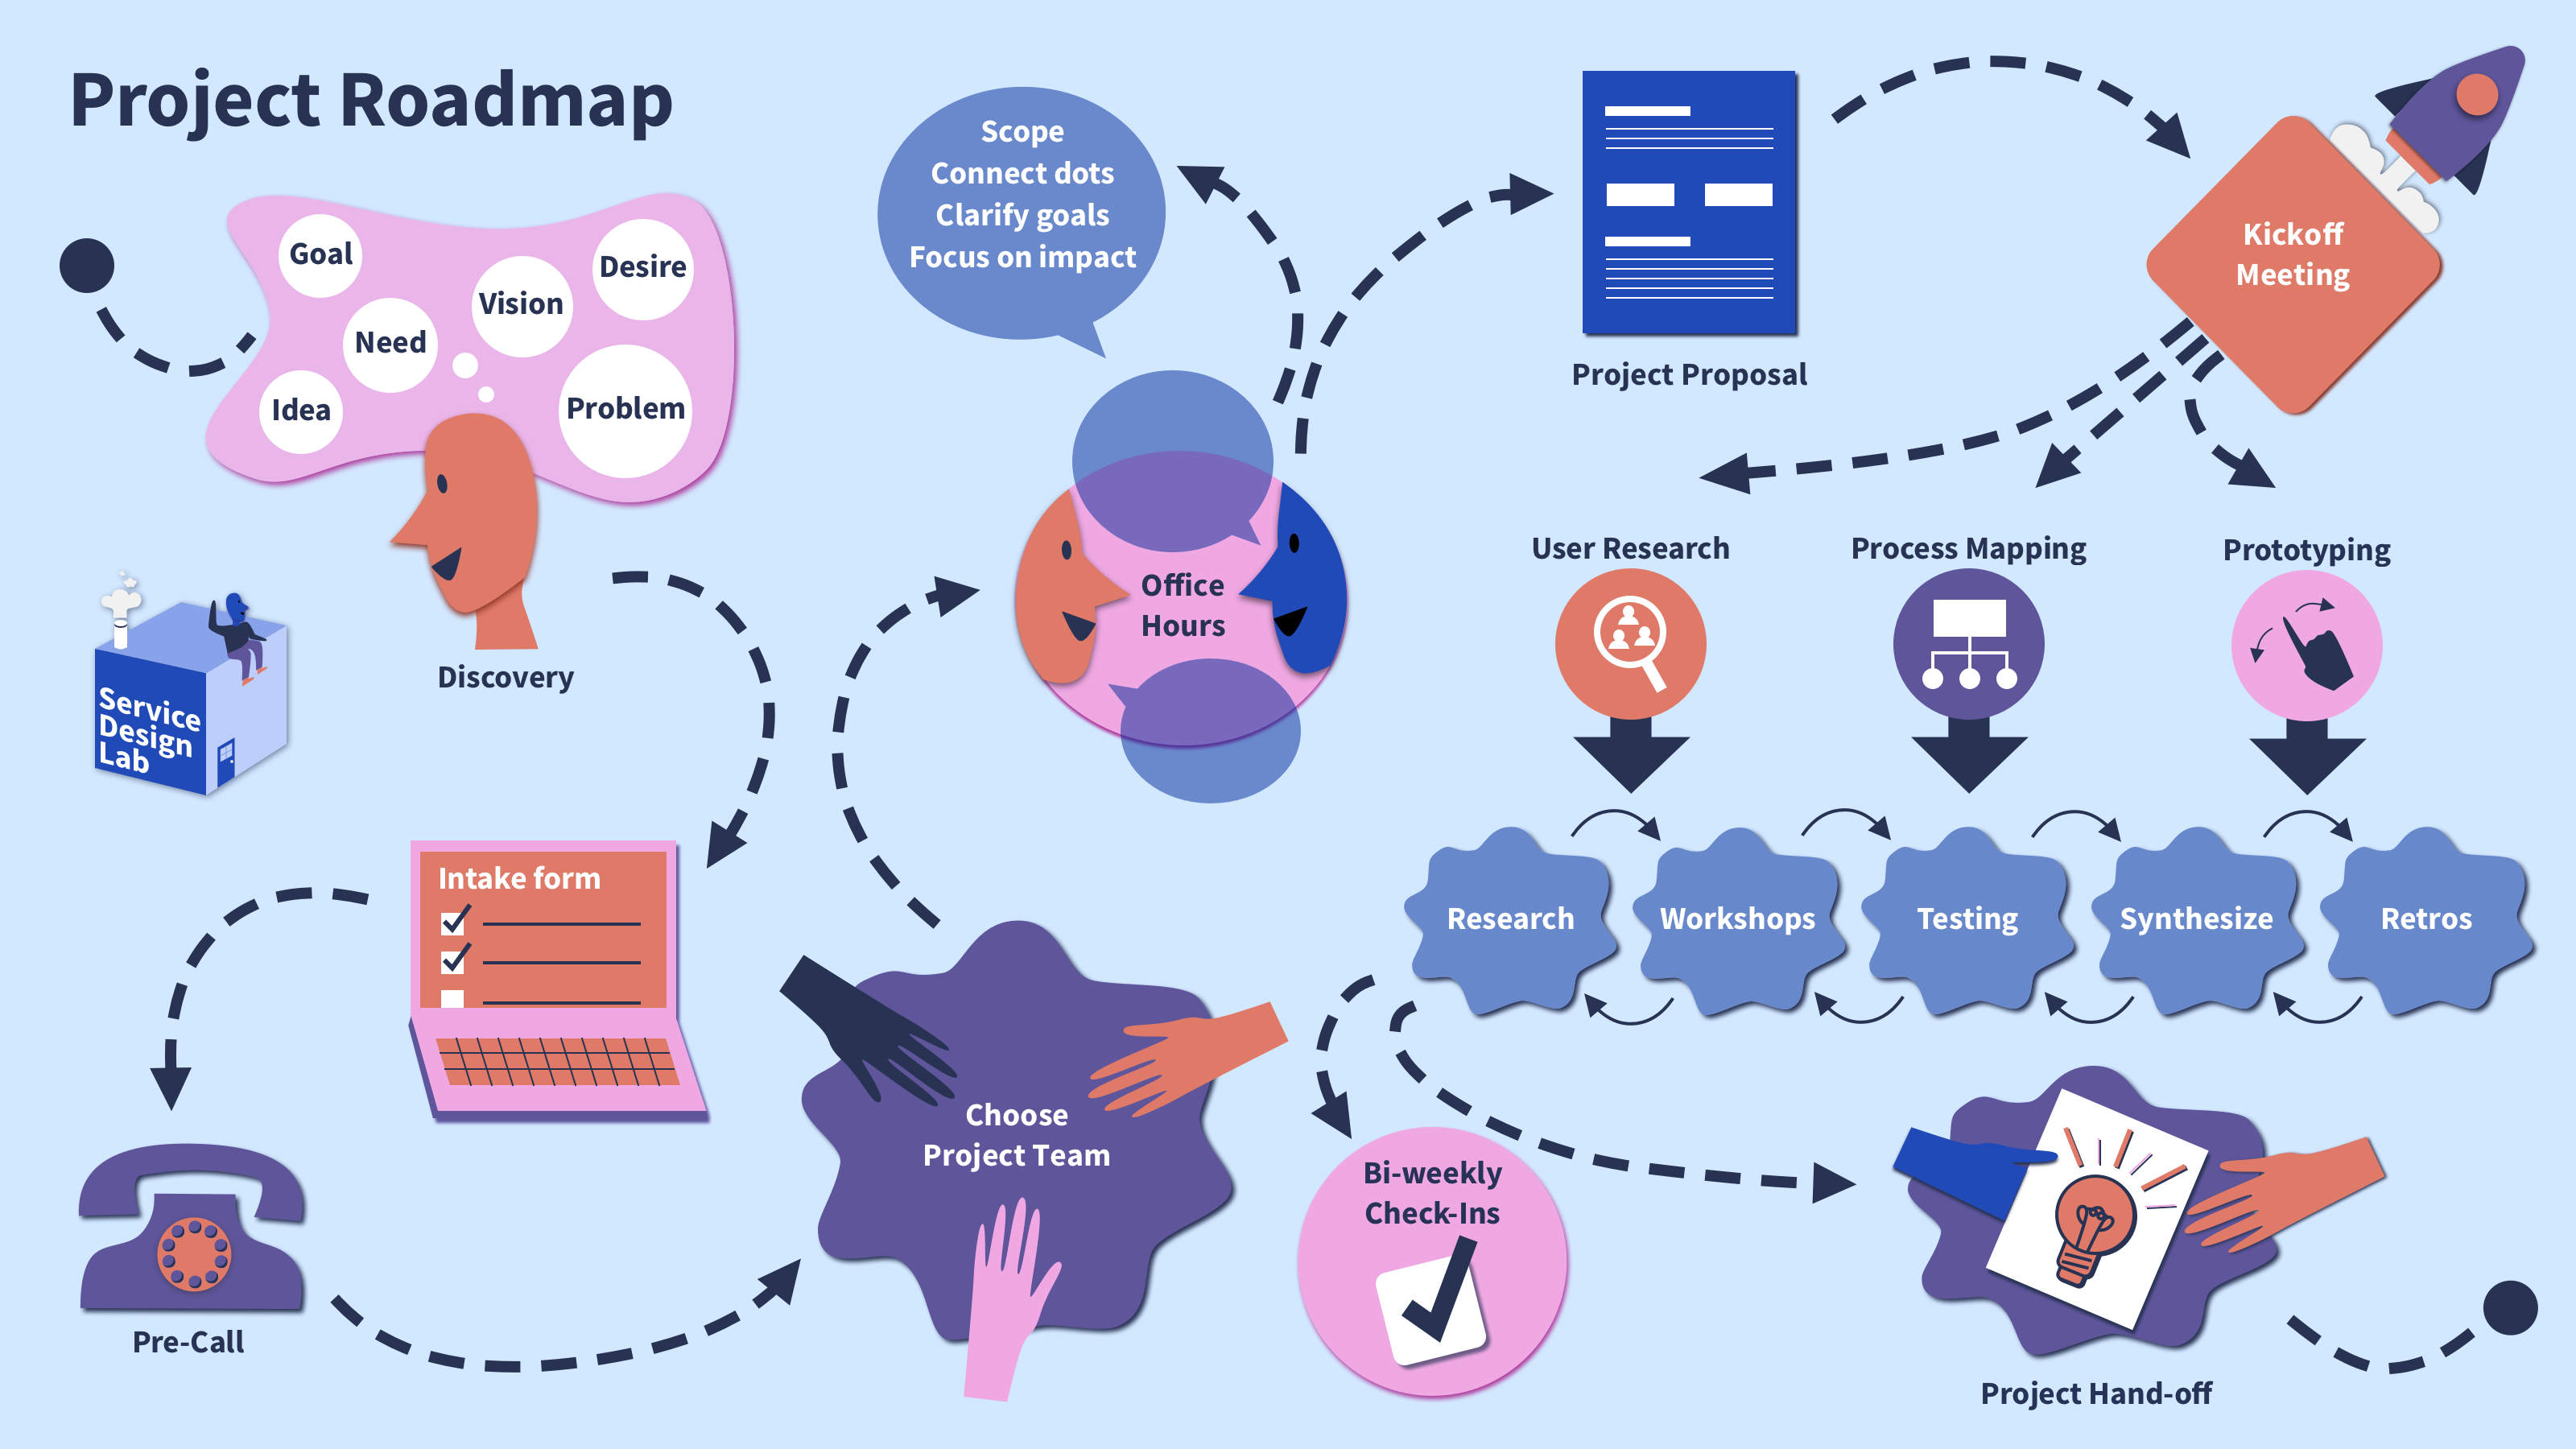 Project Roadmap
Goal
Desire
Vision
Need
Idea
Problem
Discovery
Service
Design
Lab
Intake form
Pre-Call
Choose
Project Team
Office
Hours
Scope
Connect dots
Clarify goals
Focus on impact
Project Proposal
Kickoff
Meeting
User Research
Process Mapping
Prototyping
Research
Workshops
Testing
Synthesize
Retros
Bi-weekly
Check-Ins
Project Hand-off